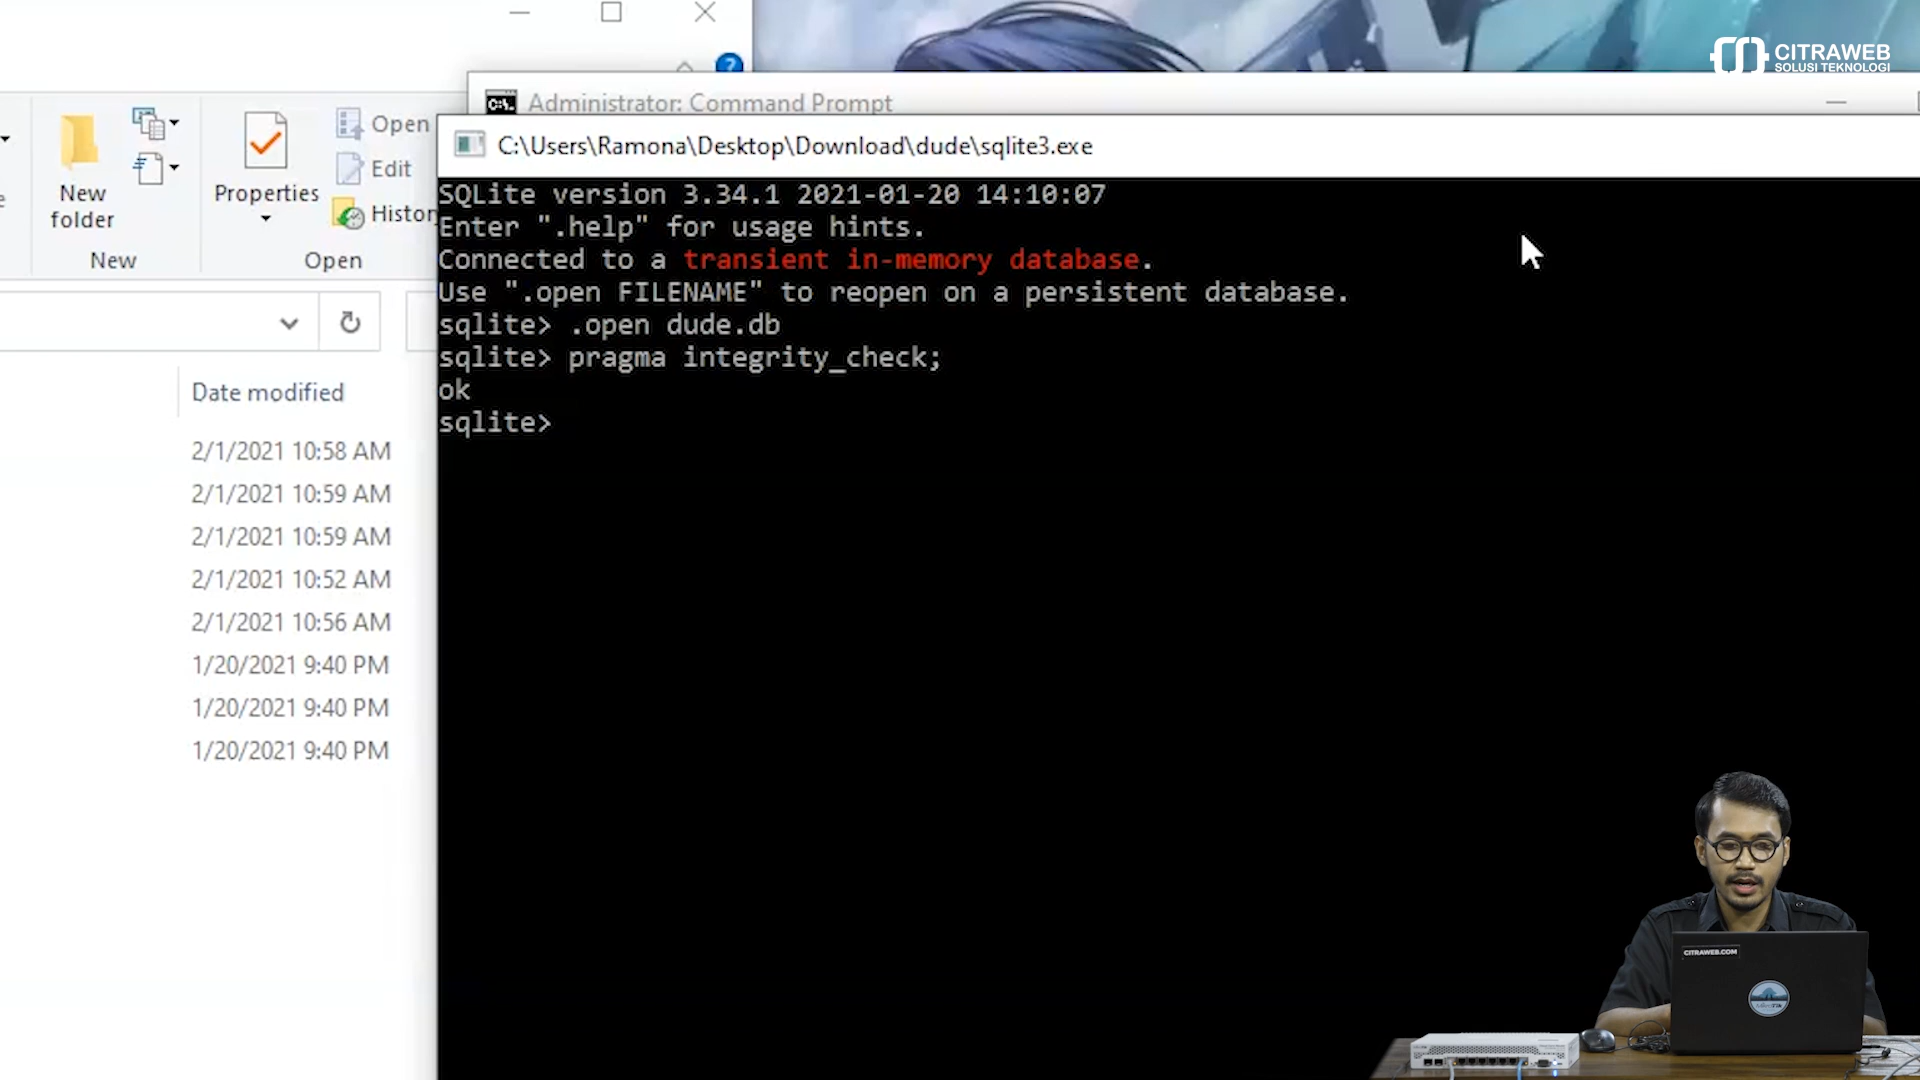 CITRAWEB
SOLUSI TEKNOLOGI
?
Administrator: Command Prompt
C:\Users\Ramona\Desktop\Download\dude\sqlite3.exe
New
folder
Properties
Open
Edit
New
Open
SQLite version 3.34.1 2021-01-20 14:10:07
Enter ".help" for usage hints.
Connected to a transient in-memory database.
Use ".open FILENAME" to reopen on a persistent database.
sqlite> .open dude.db
sqlite> pragma integrity_check;
ok
sqlite>
Date modified
2/1/2021 10:58 AM
2/1/2021 10:59 AM
2/1/2021 10:59 AM
2/1/2021 10:52 AM
2/1/2021 10:56 AM
1/20/2021 9:40 PM
1/20/2021 9:40 PM
1/20/2021 9:40 PM
CITRAWEB.COM